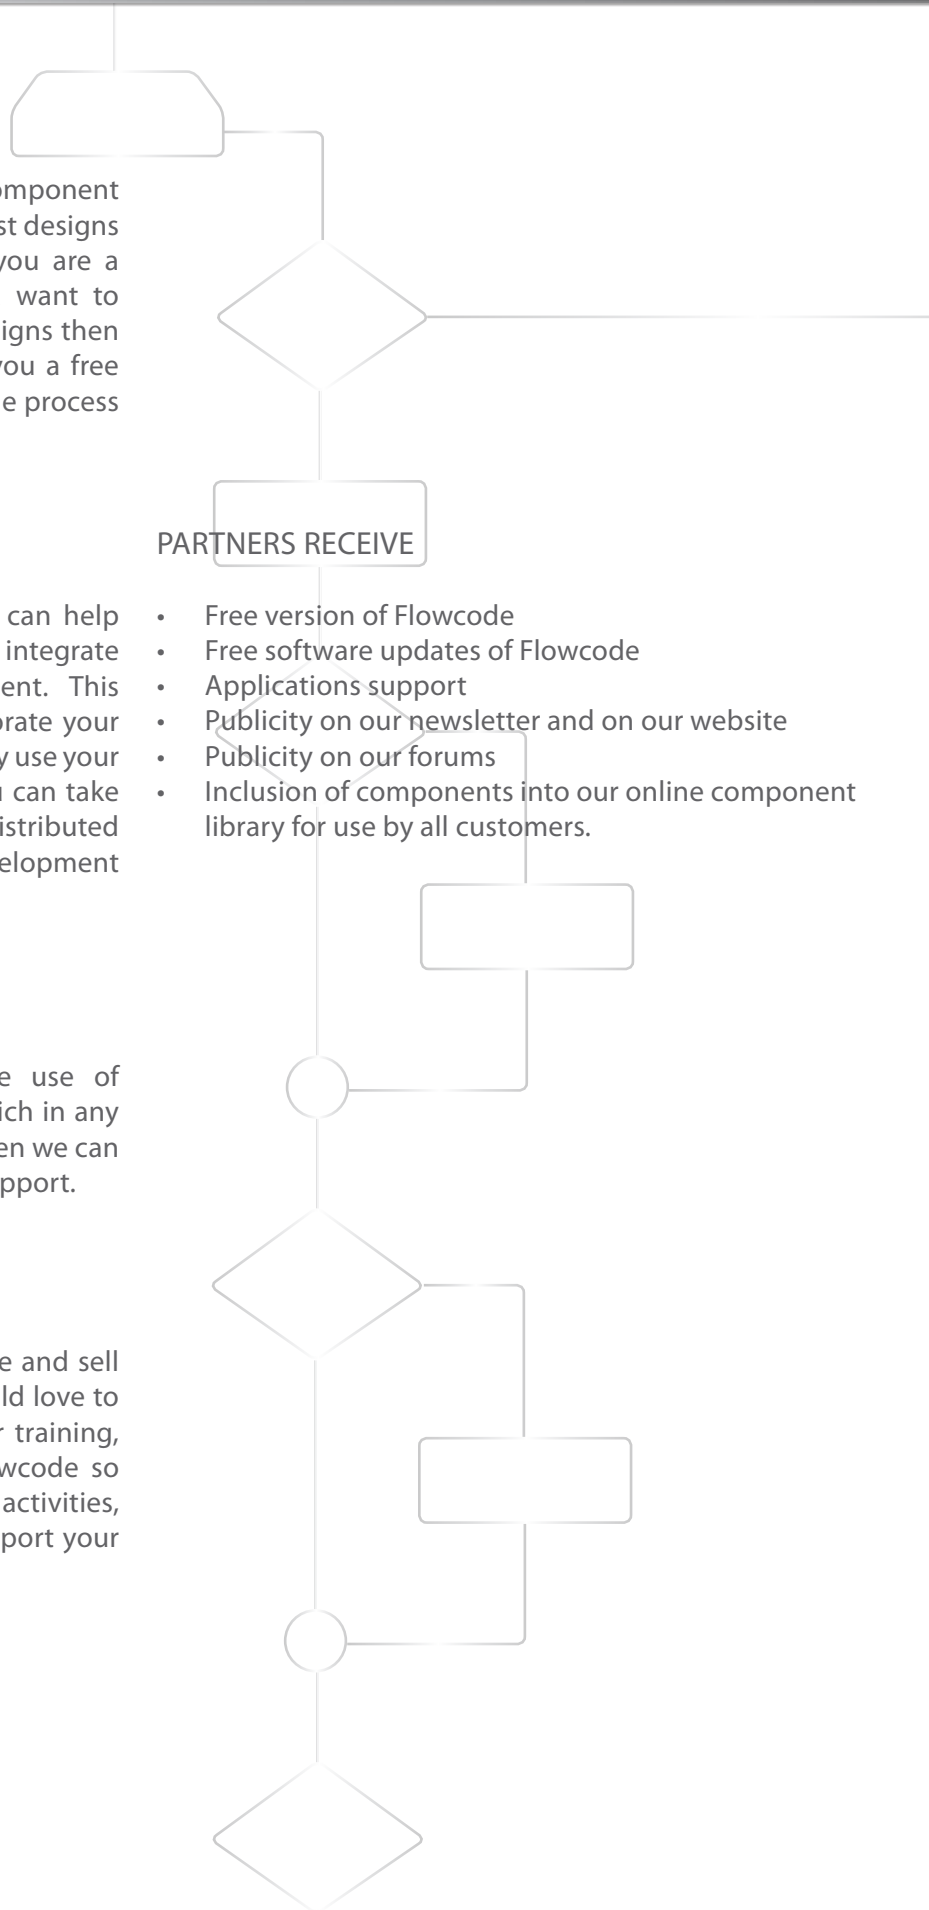 omponent
st designs
you are a
want to
igns then
you a free
e process
can help
integrate
ent. This
orate your
y use your
u can take
istributed
elopment
e use of
ich in any
en we can
pport.
e and sell
ld love to
r training,
wcode so
activities,
port your
PARTNERS RECEIVE
• Free version of Flowcode
• Free software updates of Flowcode
• Applications support
• Publicity on our newsletter and on our website
• Publicity on our forums
• Inclusion of components into our online component
library for use by all customers.